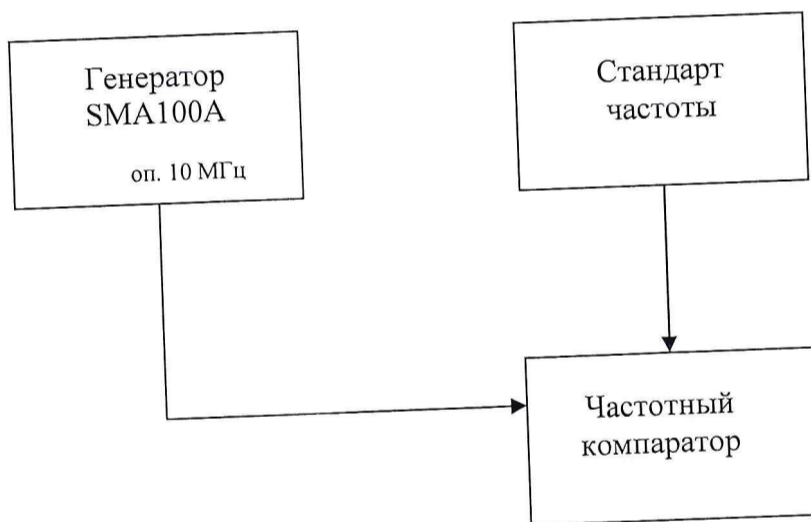 Генератор
SMA100A
оп. 10 МГц
Стандарт
частоты
Частотный
компаратор